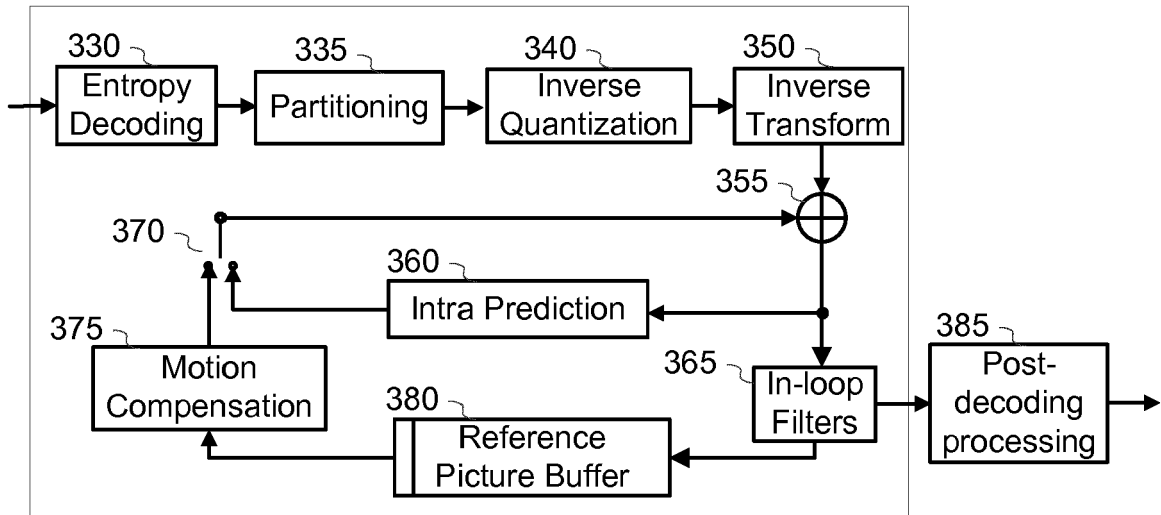 330
Entropy
Decoding
335
Partitioning
340
Inverse
Quantization
350
Inverse
Transform
355
370
360
Intra Prediction
375
Motion
Compensation
380
Reference
Picture Buffer
365
In-loop
Filters
385
Post-
decoding
processing